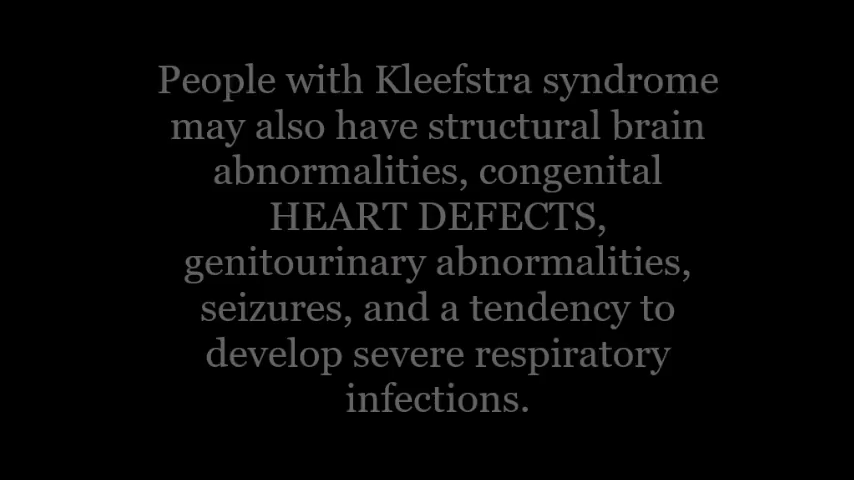 People with Kleefstra syndrome
may also have structural brain
abnormalities, congenital
HEART DEFECTS,
genitourinary abnormalities,
seizures, and a tendency to
develop severe respiratory
infections.